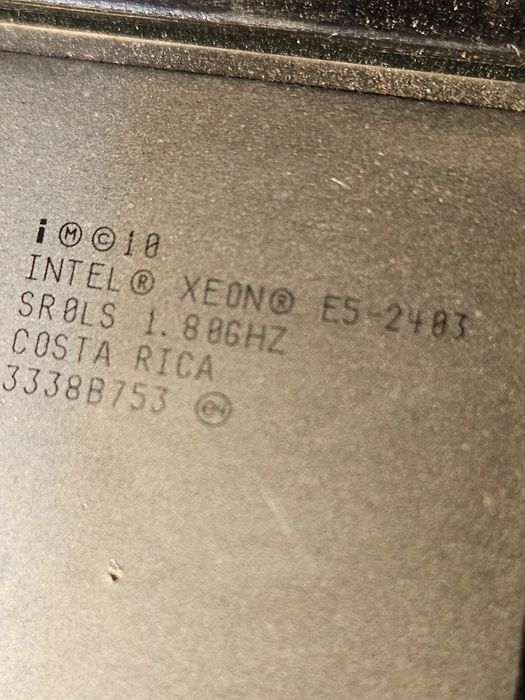 i Ⓜ © 10
INTEL® XEON® E5-2403
SR0LS 1.80GHZ
COSTA RICA
3338B753 e4